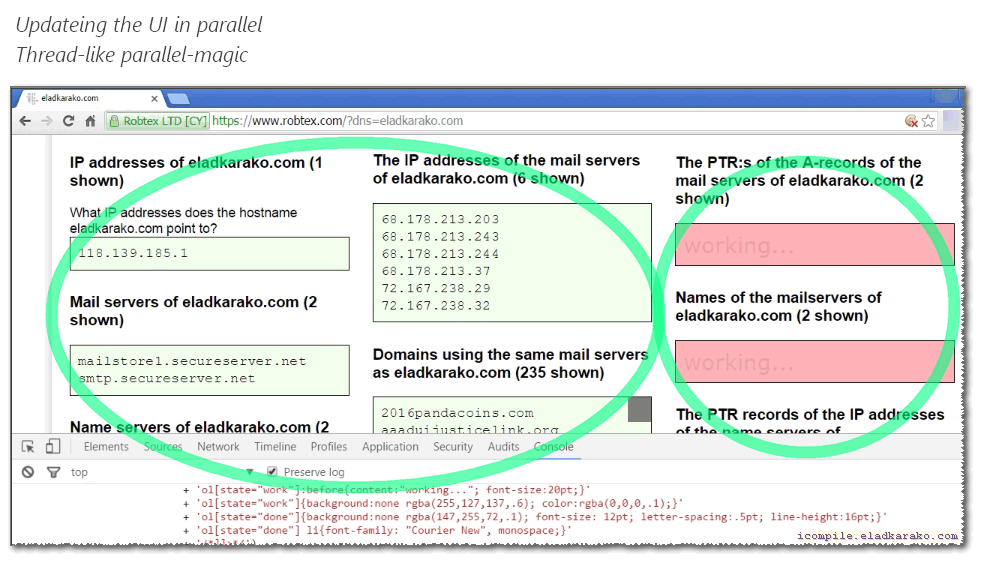 Updateing the UI in parallel
Thread-like parallel-magic
eladkarako.com
Robtex LTD [CY] https://www.robtex.com/?dns=eladkarako.com
IP addresses of eladkarako.com (1
shown)
What IP addresses does the hostname
eladkarako.com point to?
118.139.185.1
Mail servers of eladkarako.com (2
shown)
mailstore1.secureserver.net
smtp.secureserver.net
Name servers of eladkarako.com (2
The IP addresses of the mail servers
of eladkarako.com (6 shown)
68.178.213.203
68.178.213.243
68.178.213.244
68.178.213.37
72.167.238.29
72.167.238.32
Domains using the same mail servers
as eladkarako.com (235 shown)
2016pandacoins.com
aaaduijusticelink.org
The PTR:s of the A-records of the
mail servers of eladkarako.com (2
shown)
working...
Names of the mailservers of
eladkarako.com (2 shown)
working...
The PTR records of the IP addresses
of the name servers of
Elements Sources Network Timeline Profiles Application Security Audits Console
top Preserve log
+ 'ol[state="work"]:before{content:"working..."; font-size:20pt;}'
+ 'ol[state="work"]{background:none rgba(255,127,137,.6); color:rgba(0,0,0,.1);}'
+ 'ol[state="done"]{background:none rgba(147,255,72,.1); font-size: 12pt; letter-spacing:.5pt; line-height:16pt;}'
+ 'ol[state="done"] li{font-family: "Courier New", monospace;}'
icompile.eladkarako.com